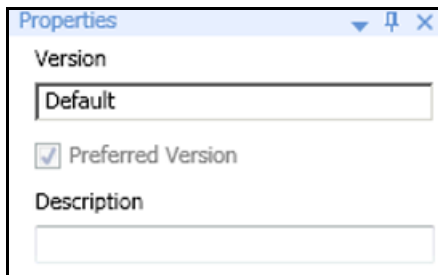 Properties
Version
Default
Preferred Version
Description